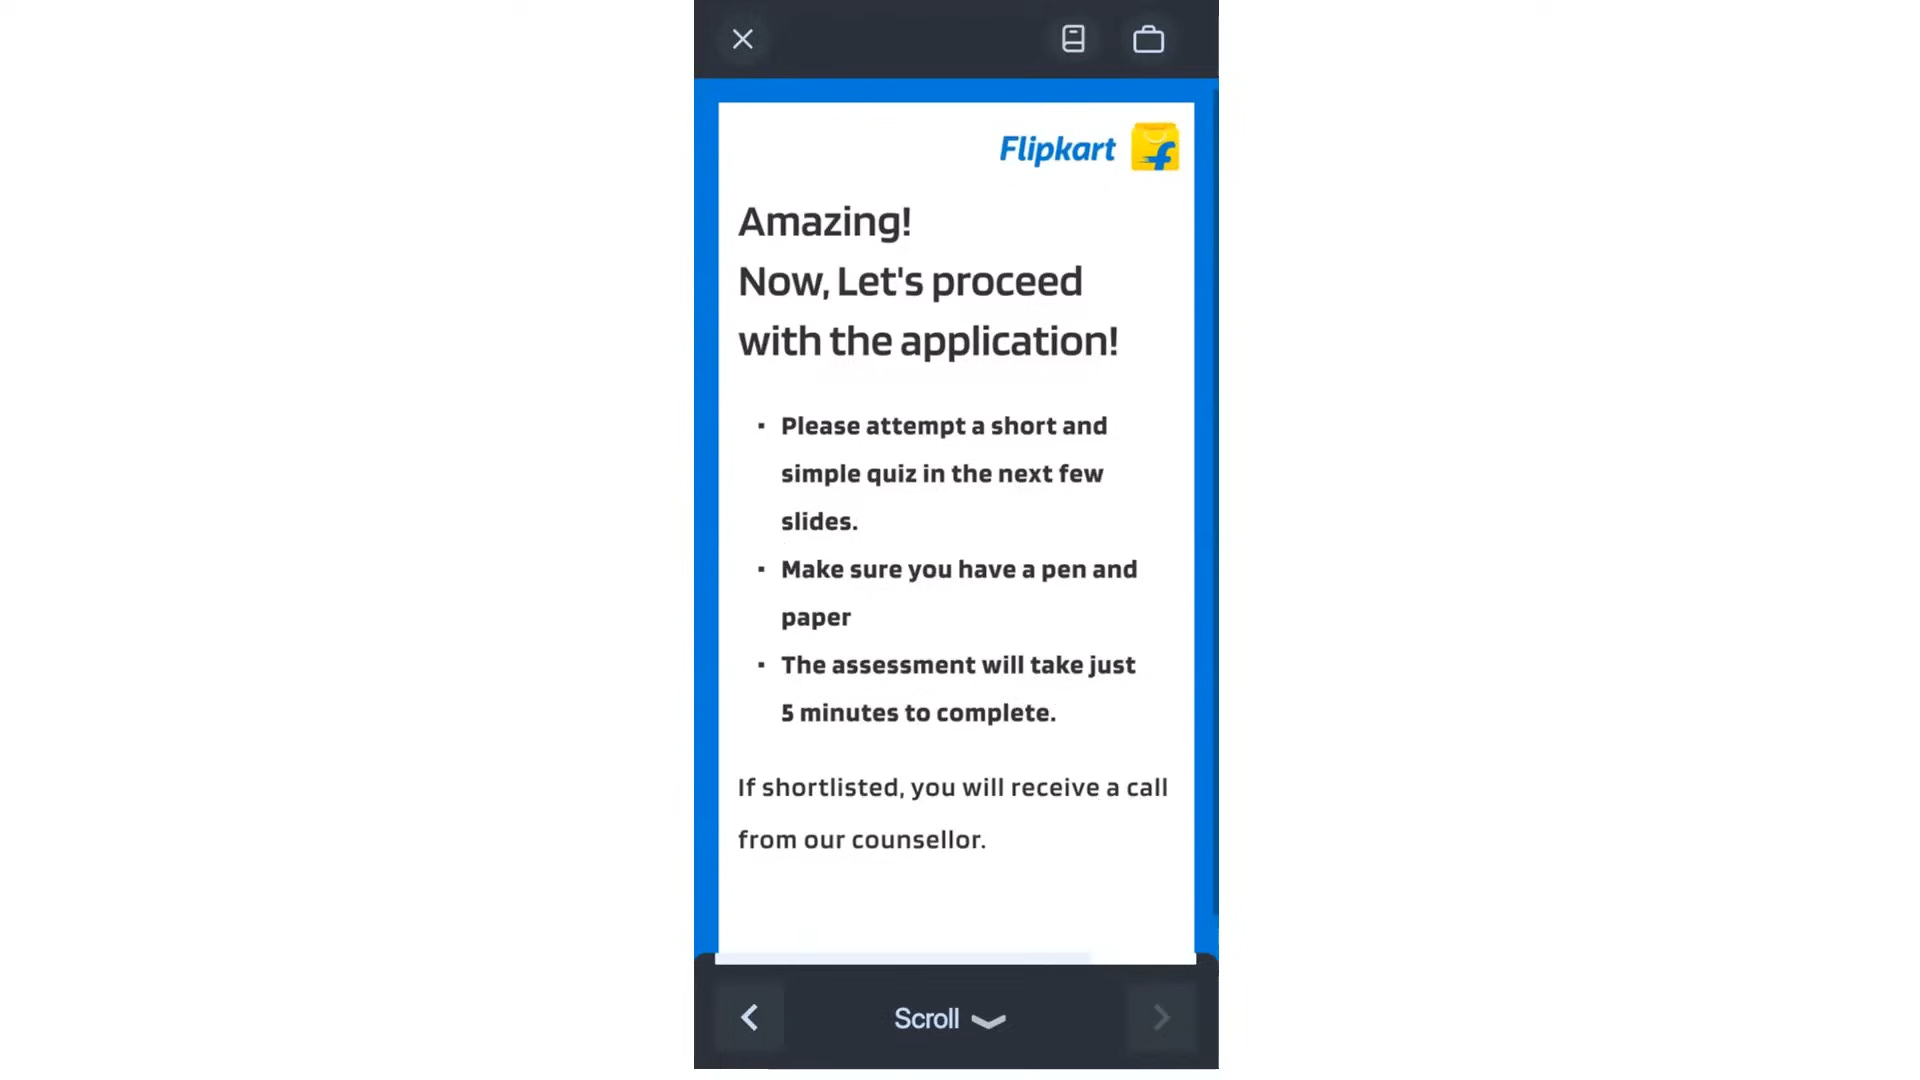 Flipkart
Amazing!
Now, Let's proceed
with the application!
▪ Please attempt a short and
simple quiz in the next few
slides.
▪ Make sure you have a pen and
paper
▪ The assessment will take just
5 minutes to complete.
If shortlisted, you will receive a call
from our counsellor.
Scroll